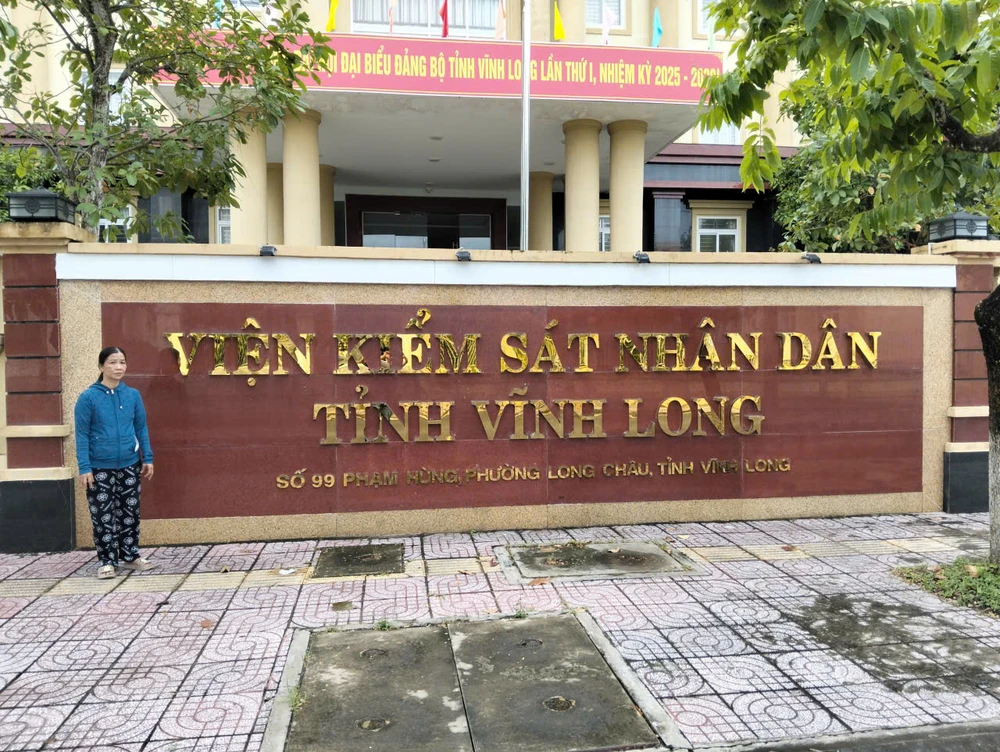 ĐẠI BIỂU ĐẢNG BỘ TỈNH VĨNH LONG LẦN THỨ I, NHIỆM KỲ 2025 -
VIỆN KIỂM SÁT NHÂN DÂN
TỈNH VĨNH LONG
SỐ 99 PHẠM HÙNG, PHƯỜNG LONG CHÂU, TỈNH VĨNH LONG